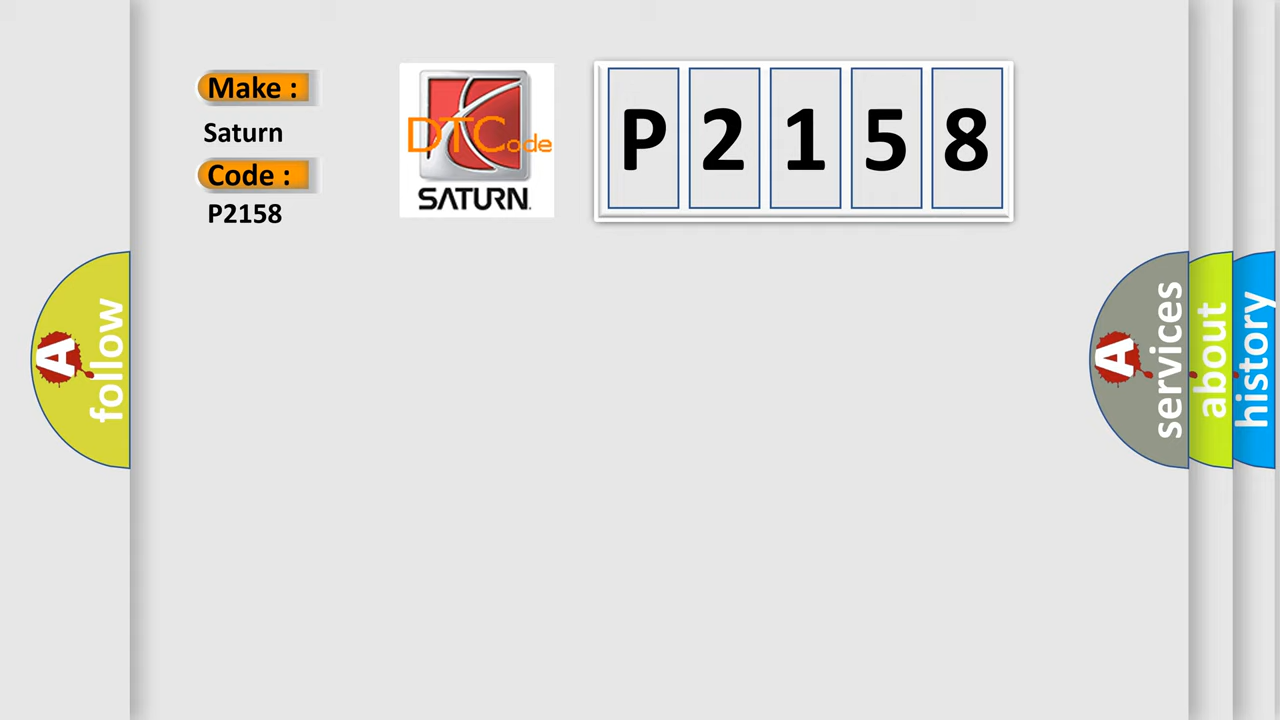 Make :
Saturn
Code :
P2158
DTCode
SATURN
P 2 1 5 8
A follow
A services
about
history